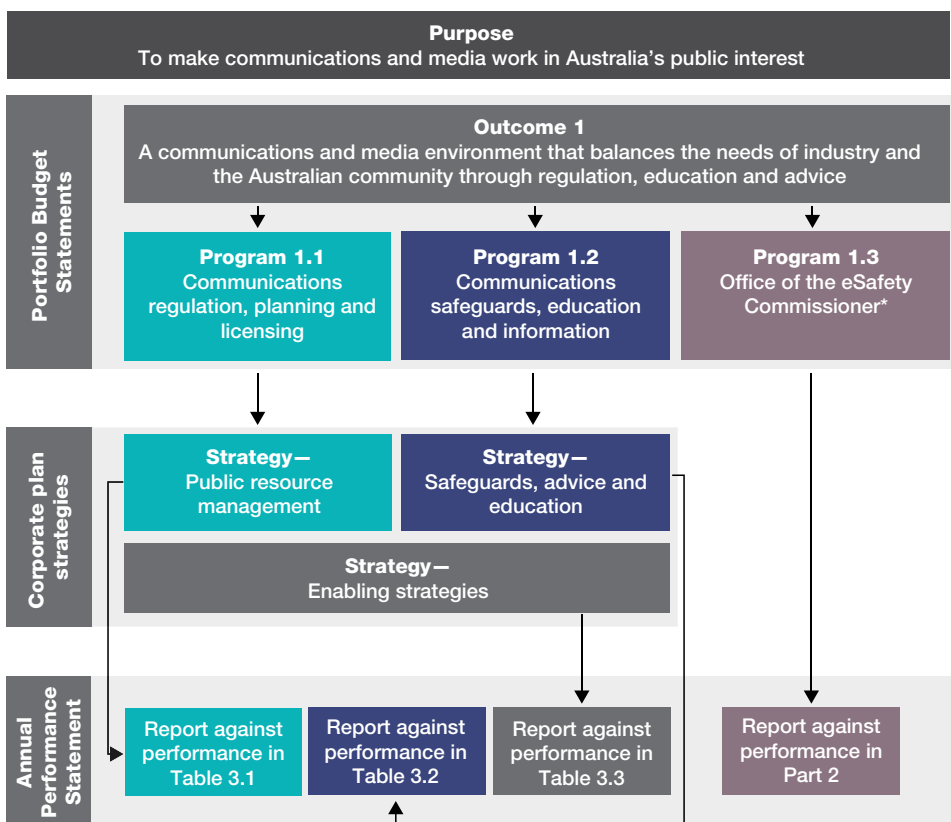 Purpose
To make communications and media work in Australia's public interest
Portfolio Budget
Statements
Outcome 1
A communications and media environment that balances the needs of industry and
the Australian community through regulation, education and advice
Program 1.1
Communications
regulation, planning and
licensing
Program 1.2
Communications
safeguards, education
and information
Program 1.3
Office of the eSafety
Commissioner*
Corporate plan
strategies
Strategy—
Public resource
management
Strategy—
Safeguards, advice and
education
Strategy—
Enabling strategies
Annual
Performance
Statement
Report against
performance in
Table 3.1
Report against
performance in
Table 3.2
Report against
performance in
Table 3.3
Report against
performance in
Part 2